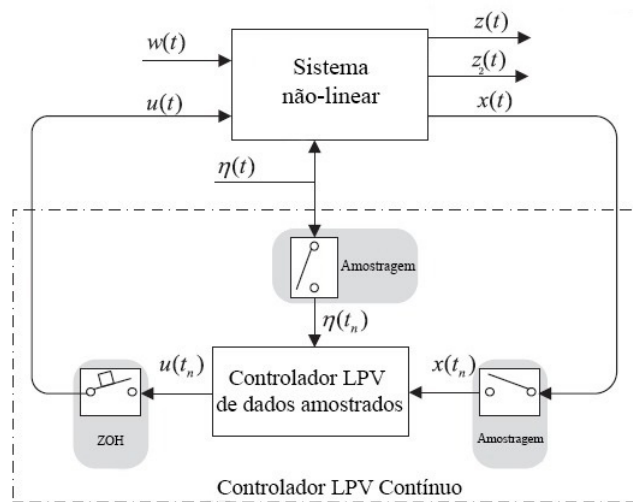 z(t)
w(t)
Sistema
não-linear
z₂(t)
u(t)
x(t)
η(t)
Amostragem
η(tₙ)
u(tₙ)
Controlador LPV
de dados amostrados
x(tₙ)
ZOH
Amostragem
Controlador LPV Contínuo